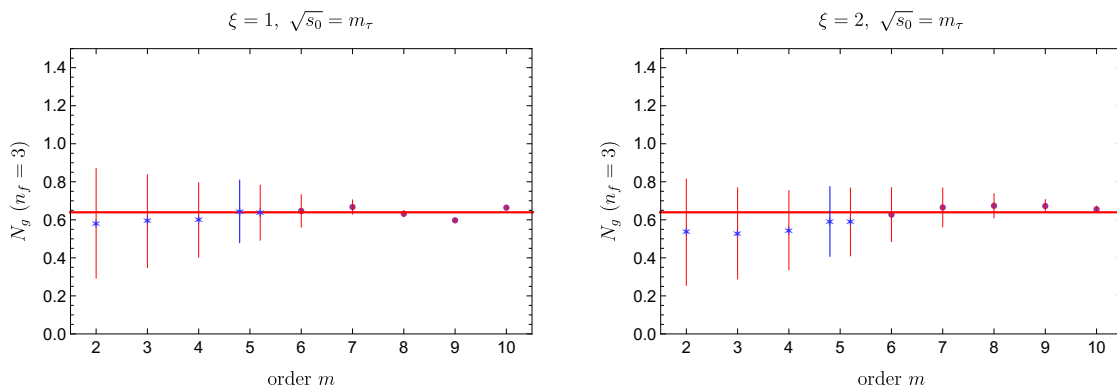 ξ = 1, √s₀ = m_τ
1.4
1.2
1.0
0.8
0.6
0.4
0.2
0.0
N_g (n_f = 3)
2 3 4 5 6 7 8 9 10
order m
ξ = 2, √s₀ = m_τ
1.4
1.2
1.0
0.8
0.6
0.4
0.2
0.0
N_g (n_f = 3)
2 3 4 5 6 7 8 9 10
order m